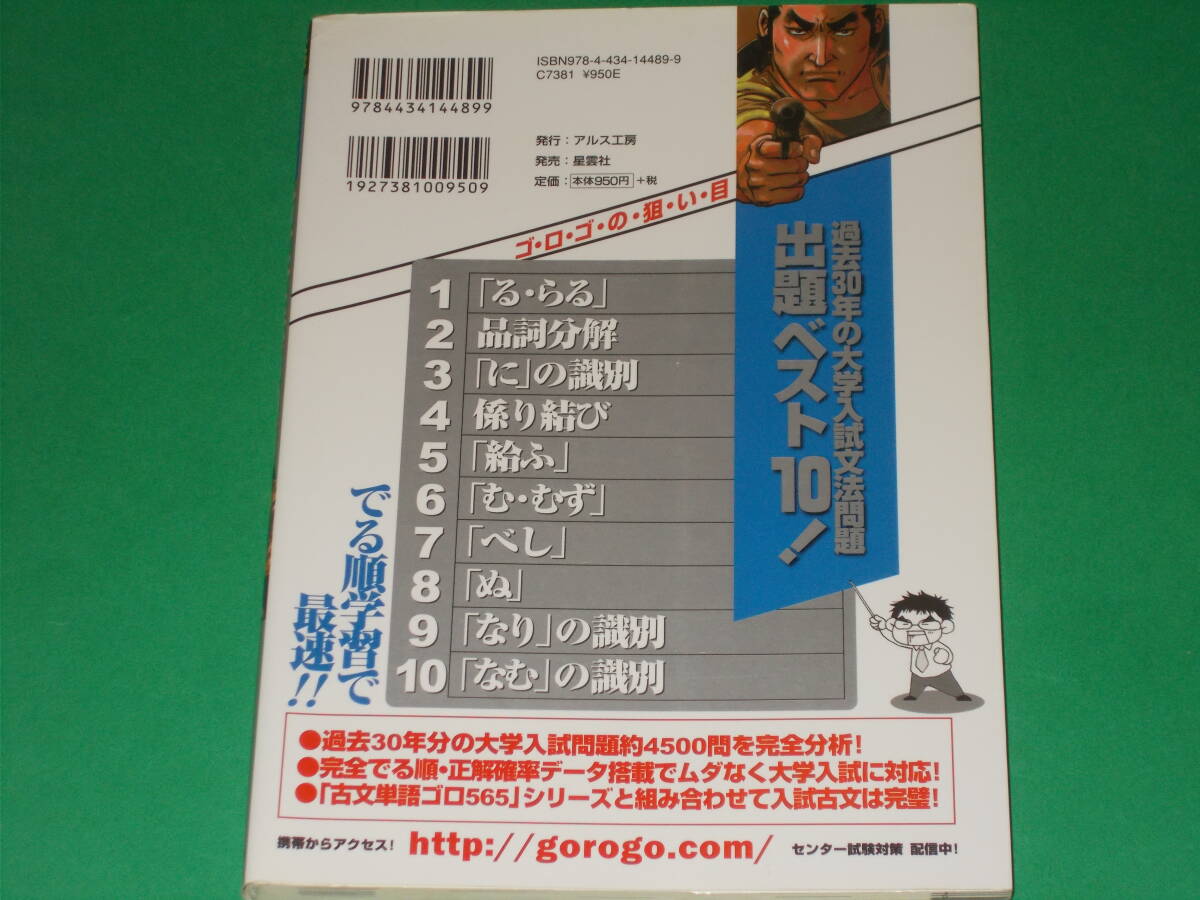 ISBN978-4-434-14489-9
C7381 ¥950E
9784434144899
1927381009509
発行：アルス工房
発売：星雲社
定価：本体950円+税
ゴ・ロ・ゴ・の・狙・い・目
過去30年の大学入試文法問題
出題ベスト10！
1 「る・らる」
2 品詞分解
3 「に」の識別
4 係り結び
5 「給ふ」
6 「む・むず」
7 「べし」
8 「ぬ」
9 「なり」の識別
10 「なむ」の識別
でる順学習で
最速!!
●過去30年分の大学入試問題約4500問を完全分析！
●完全でる順・正解確率データ搭載でムダなく大学入試に対応！
●「古文単語ゴロ565」シリーズと組み合わせて入試古文は完璧！
携帯からアクセス！ http://gorogo.com/ センター試験対策 配信中！